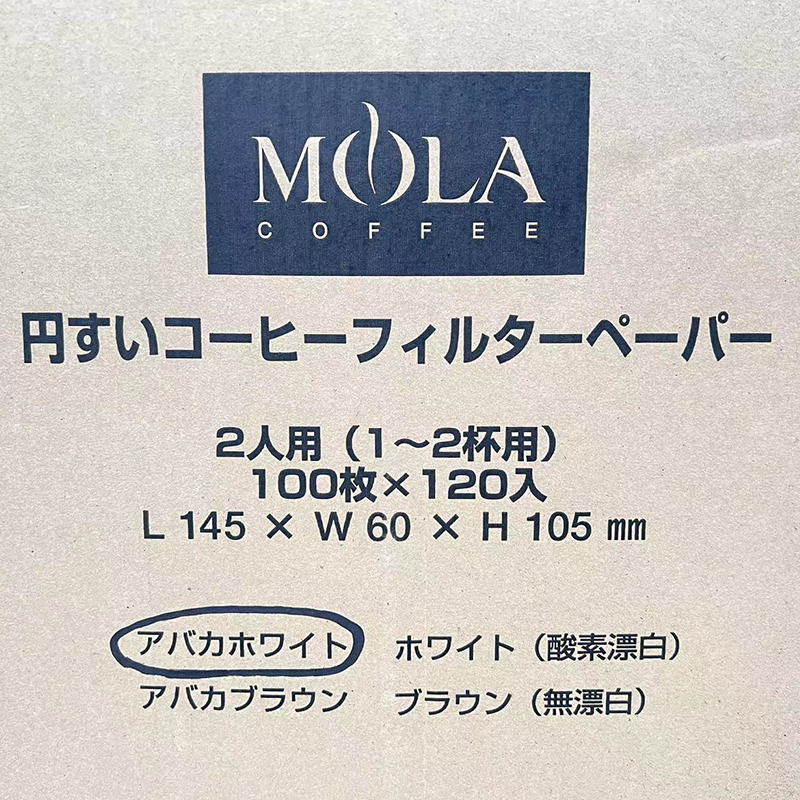 MOLA
COFFEE
円すいコーヒーフィルターペーパー
2人用（1〜2杯用）
100枚×120入
L 145 × W 60 × H 105 ㎜
アバカホワイト ホワイト（酸素漂白）
アバカブラウン ブラウン（無漂白）